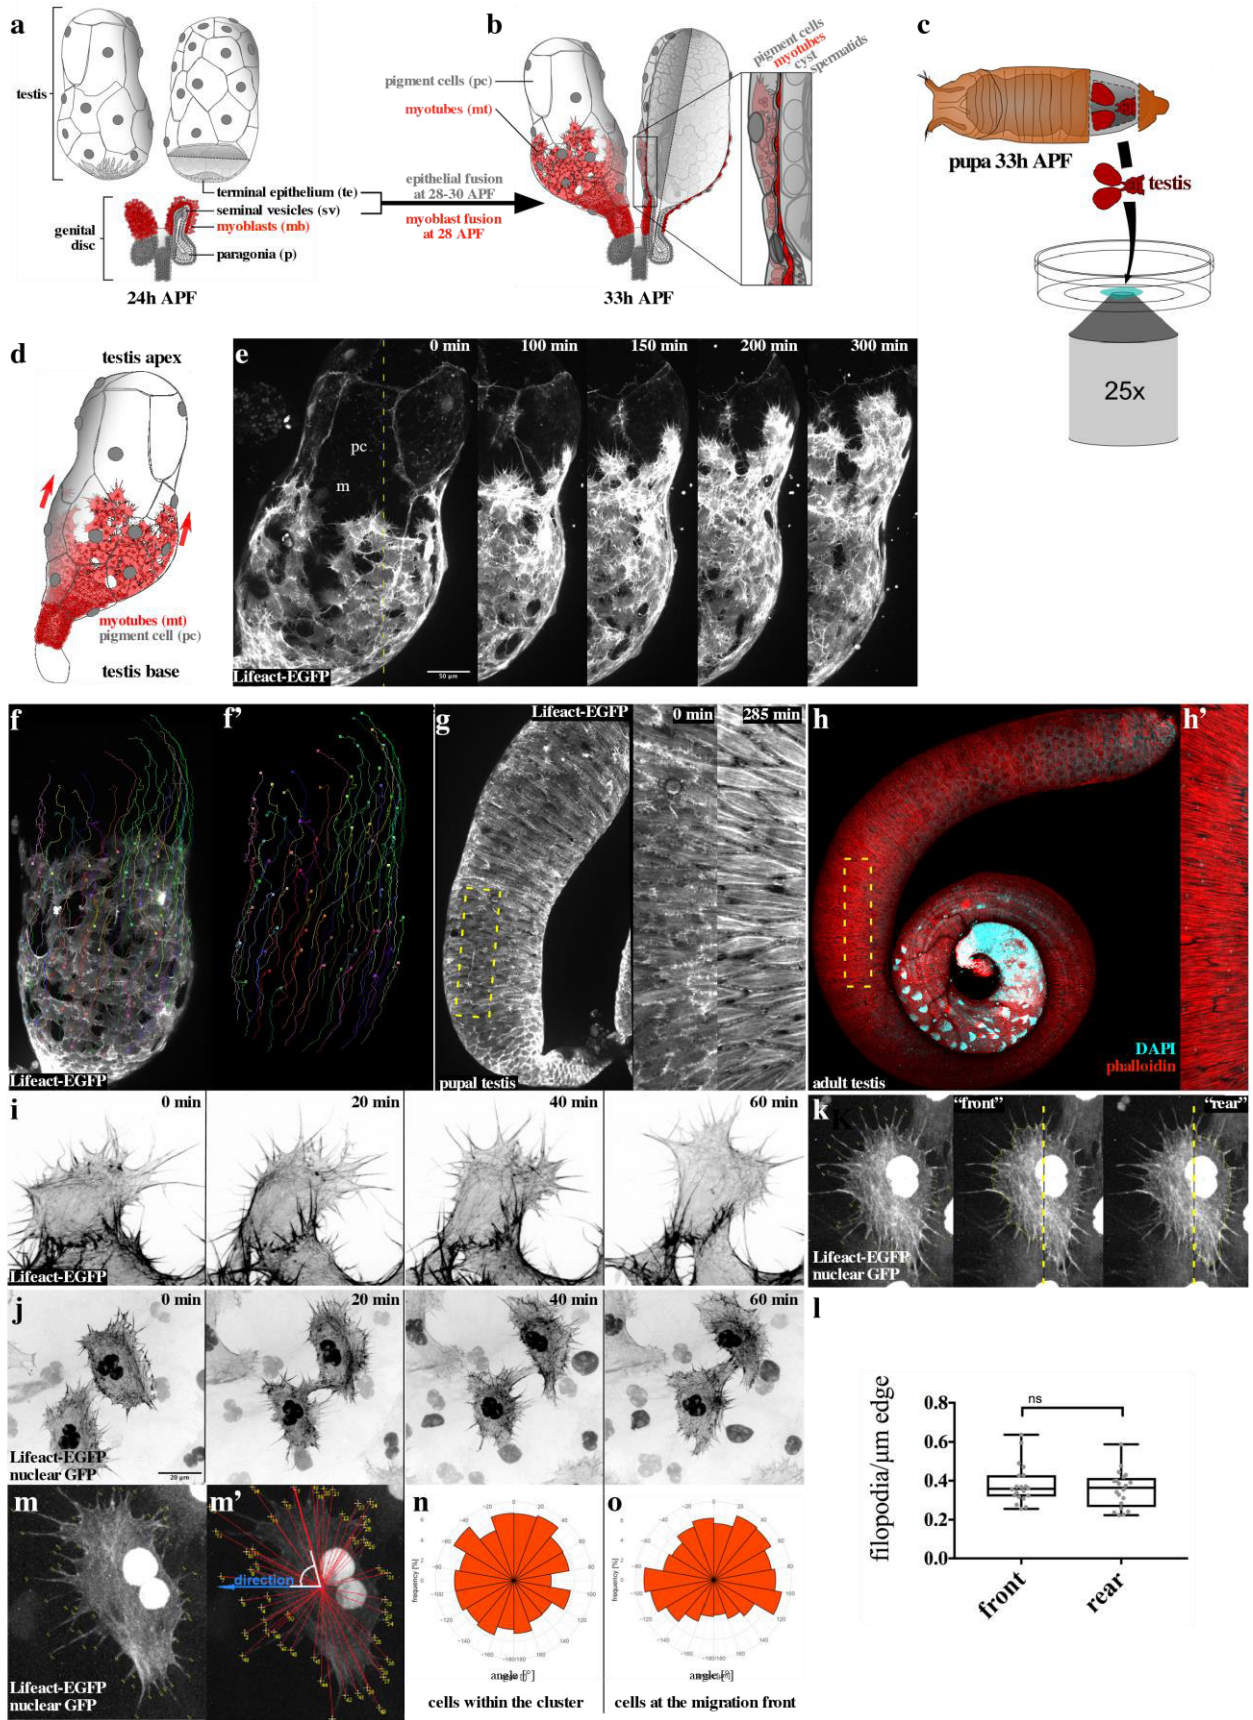 a
testis
terminal epithelium (te)
seminal vesicles (sv)
myoblasts (mb)
genital
disc
paragonia (p)
24h APF
epithelial fusion
at 28-30 APF
myoblast fusion
at 28 APF
b
pigment cells (pc)
myotubes (mt)
pigment cells
myotubes
cyst
spermatids
33h APF
c
pupa 33h APF
testis
25x
d
testis apex
myotubes (mt)
pigment cell (pc)
testis base
e
0 min
100 min
150 min
200 min
300 min
pc
m
Lifeact-EGFP
50 µm
f
f'
Lifeact-EGFP
g
Lifeact-EGFP
0 min
285 min
pupal testis
h
h'
DAPI
phalloidin
adult testis
i
0 min
20 min
40 min
60 min
Lifeact-EGFP
j
0 min
20 min
40 min
60 min
Lifeact-EGFP
nuclear GFP
20 µm
k
K
"front"
"rear"
Lifeact-EGFP
nuclear GFP
l
filopodia/µm edge
0.8
0.6
0.4
0.2
0.0
ns
front
rear
m
m'
direction
Lifeact-EGFP
nuclear GFP
n
frequency [%]
angle [°]
cells within the cluster
o
frequency [%]
angle [°]
cells at the migration front